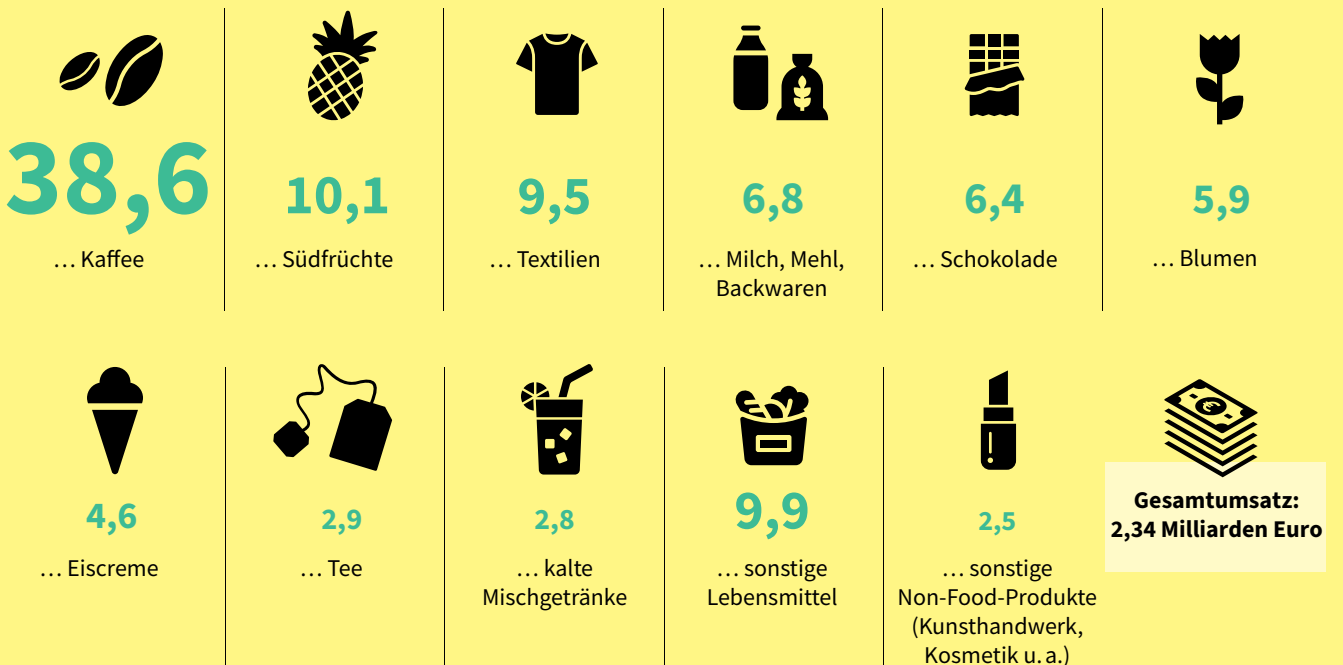 38,6
… Kaffee
10,1
… Südfrüchte
9,5
… Textilien
6,8
… Milch, Mehl,
Backwaren
6,4
… Schokolade
5,9
… Blumen
4,6
… Eiscreme
2,9
… Tee
2,8
… kalte
Mischgetränke
9,9
… sonstige
Lebensmittel
2,5
… sonstige
Non-Food-Produkte
(Kunsthandwerk,
Kosmetik u. a.)
Gesamtumsatz:
2,34 Milliarden Euro